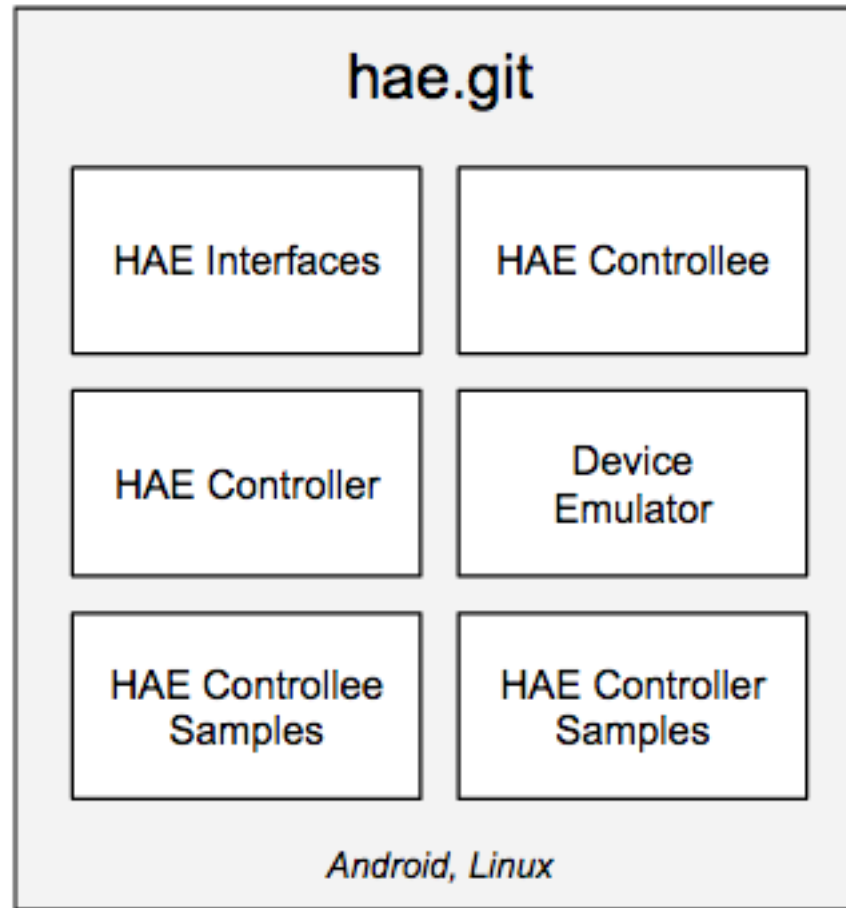 hae.git
HAE Interfaces
HAE Controllee
HAE Controller
Device
Emulator
HAE Controllee
Samples
HAE Controller
Samples
Android, Linux